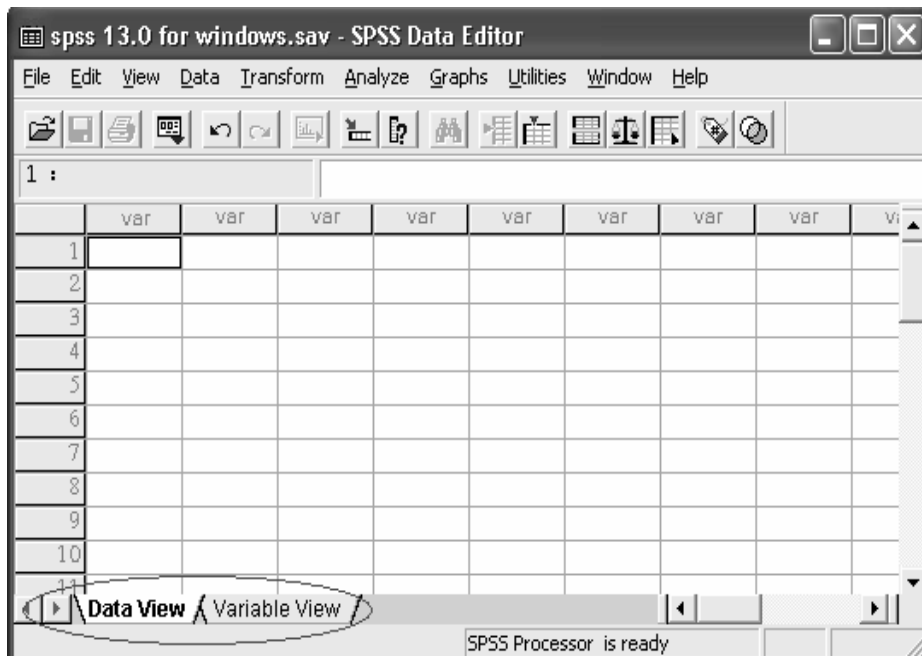 spss 13.0 for windows.sav - SPSS Data Editor
File Edit View Data Transform Analyze Graphs Utilities Window Help
1 :
var var var var var var var var
1
2
3
4
5
6
7
8
9
10
11
Data View Variable View
SPSS Processor is ready